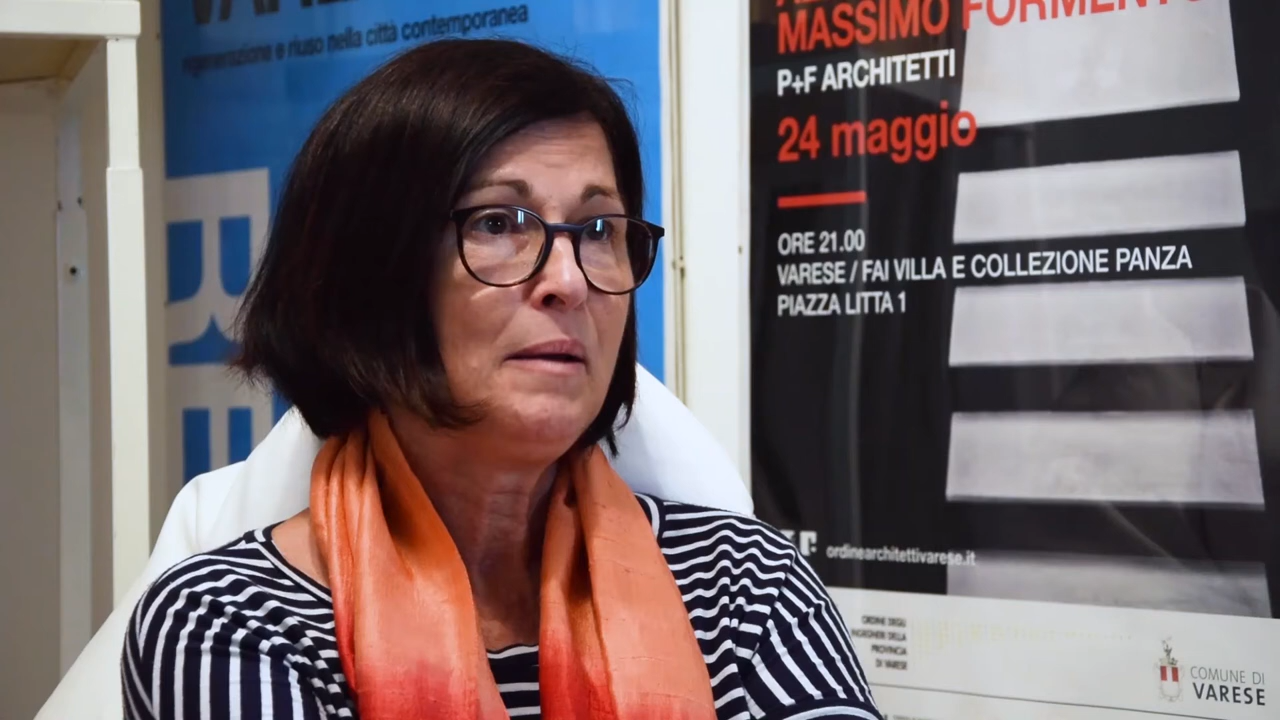 rigenerazione e riuso nella città contemporanea
RE
MASSIMO FORMENTO
P+F ARCHITETTI
24 maggio
ORE 21.00
VARESE / FAI VILLA E COLLEZIONE PANZA
PIAZZA LITTA 1
ordinearchitettivarese.it
ORDINE DEGLI
INGEGNERI DELLA
PROVINCIA
DI VARESE
COMUNE DI
VARESE